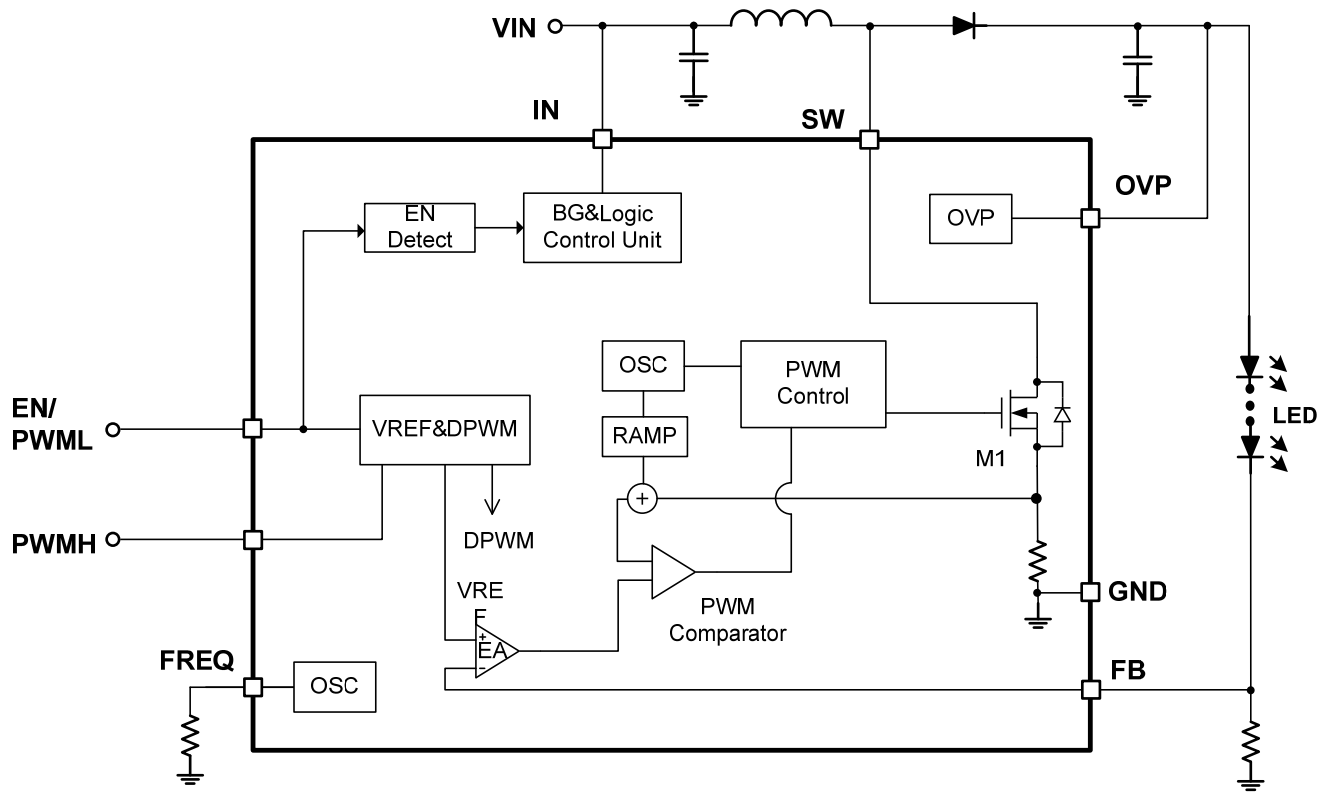 VIN
IN
SW
OVP
EN
Detect
BG&Logic
Control Unit
OVP
OSC
PWM
Control
EN/
PWML
VREF&DPWM
RAMP
M1
LED
+
PWMH
DPWM
VRE
F
+
EA
-
PWM
Comparator
GND
FREQ
OSC
FB